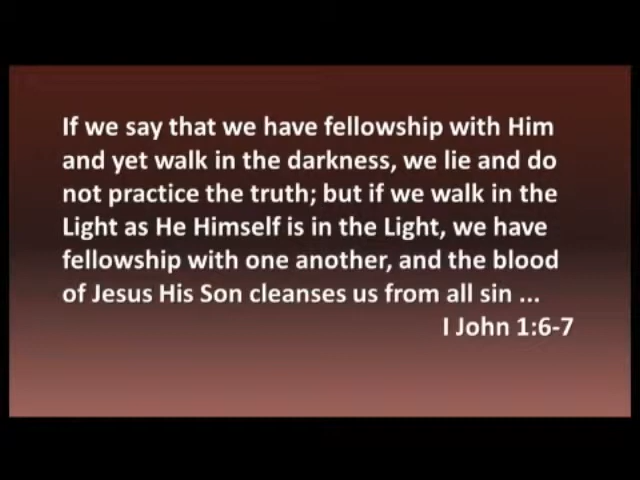 If we say that we have fellowship with Him
and yet walk in the darkness, we lie and do
not practice the truth; but if we walk in the
Light as He Himself is in the Light, we have
fellowship with one another, and the blood
of Jesus His Son cleanses us from all sin ...
I John 1:6-7